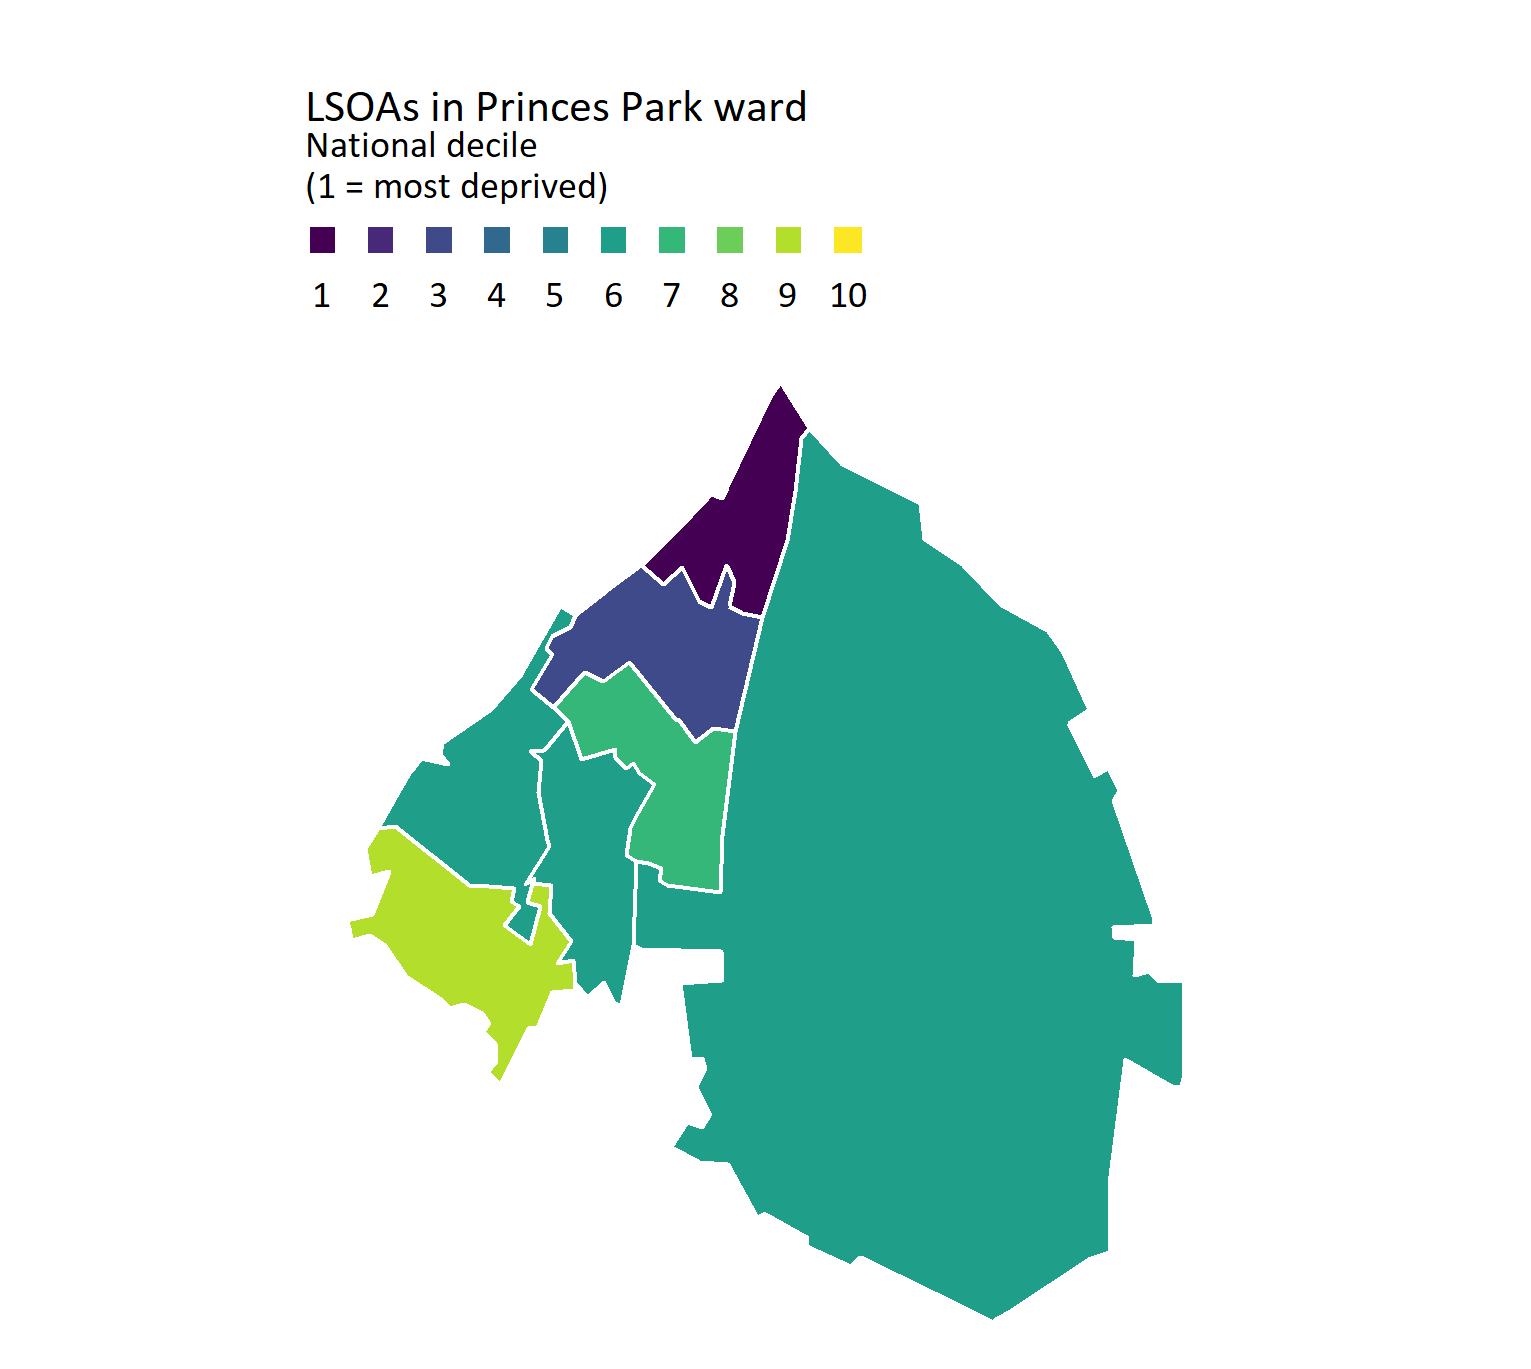 LSOAs in Princes Park ward
National decile
(1 = most deprived)
1 2 3 4 5 6 7 8 9 10